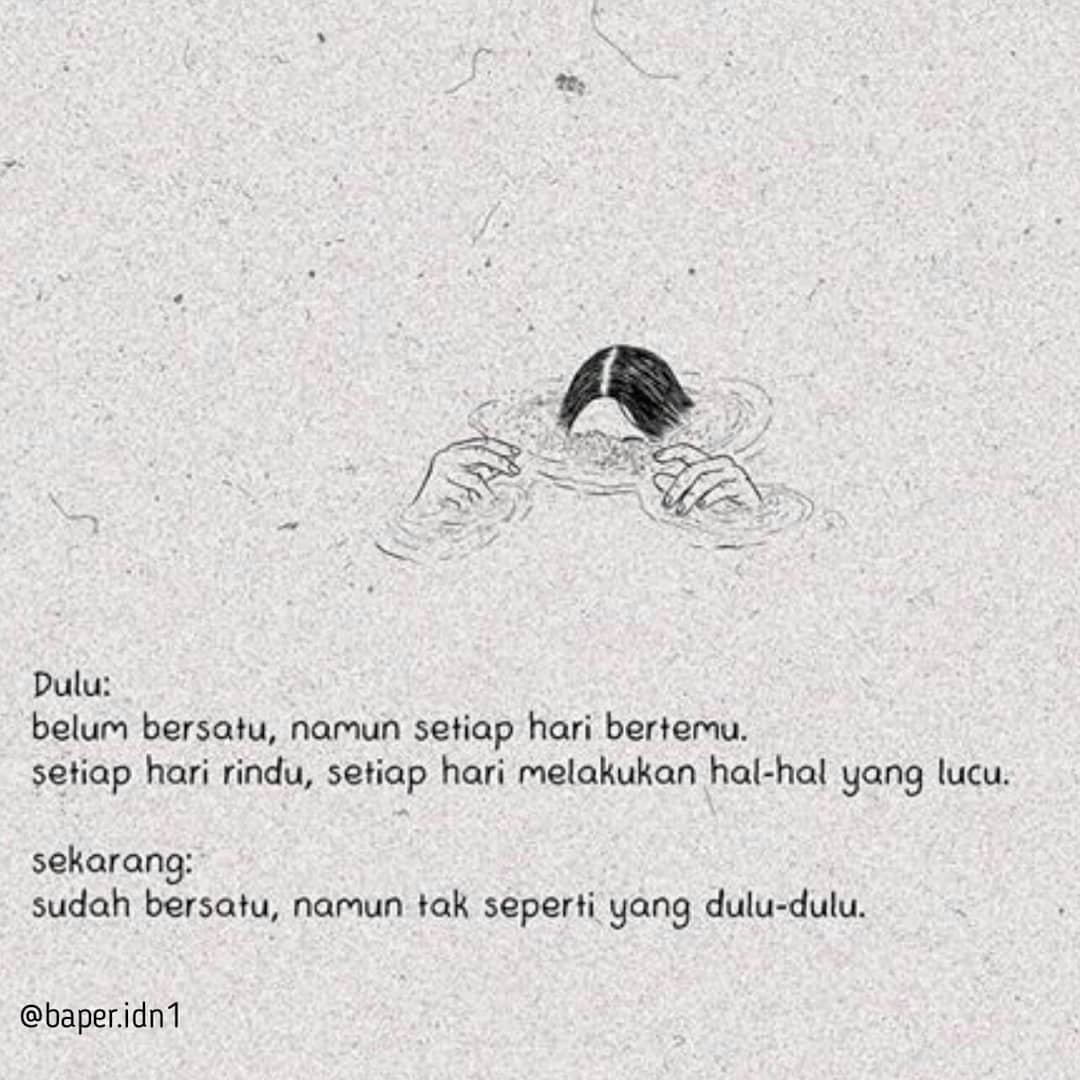 Dulu:
belum bersatu, namun setiap hari bertemu.
setiap hari rindu, setiap hari melakukan hal-hal yang lucu.
sekarang:
sudah bersatu, namun tak seperti yang dulu-dulu.
@baper.idn1